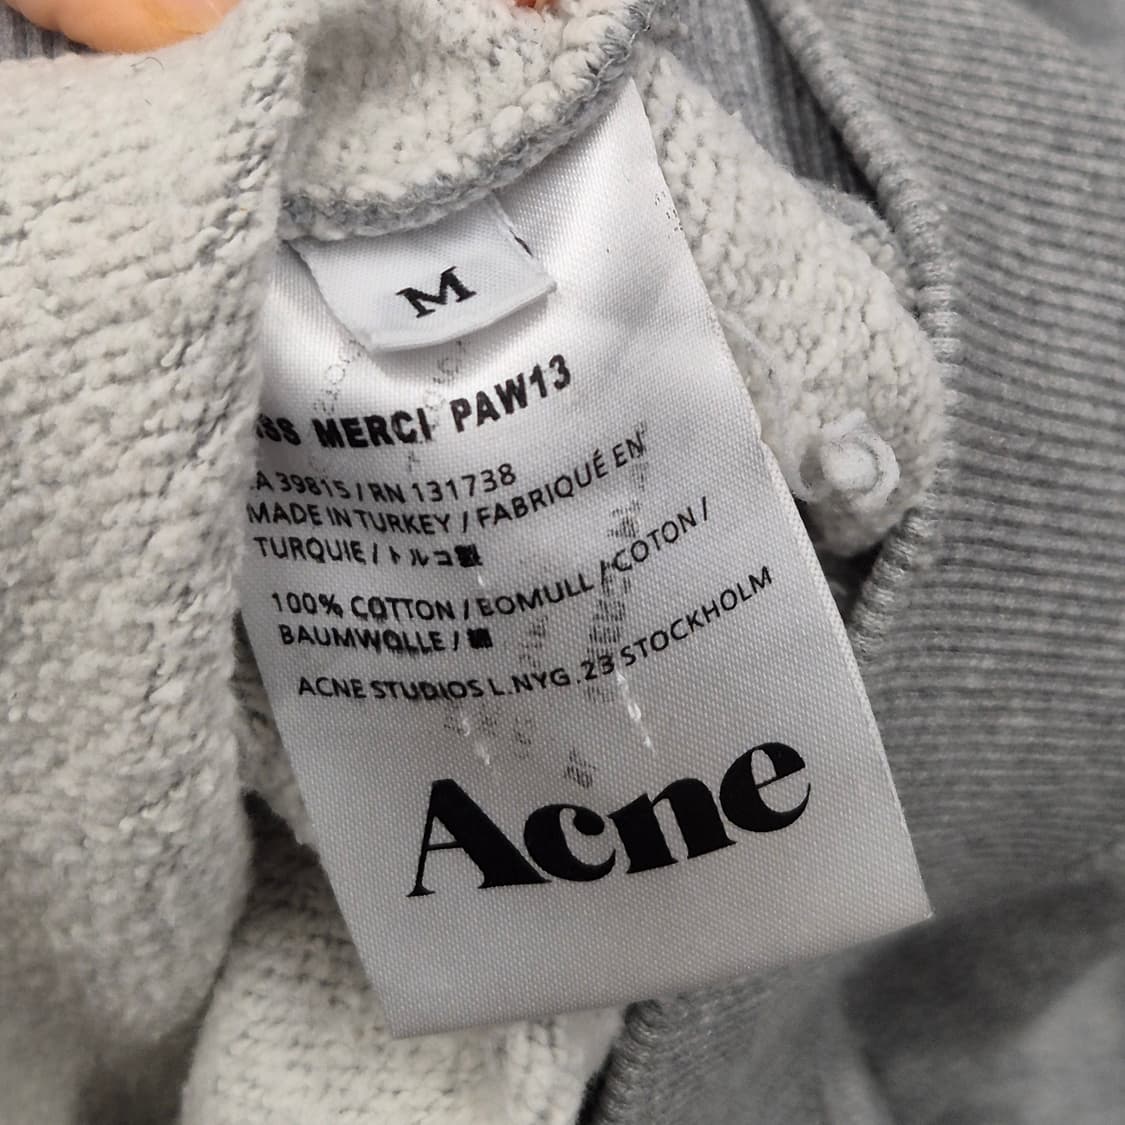 M
MERCI PAW13
A 39815 / RN 131738
MADE IN TURKEY / FABRIQUÉ EN
TURQUIE / トルコ製
100% COTTON / BOMULL / COTON /
BAUMWOLLE / 綿
ACNE STUDIOS L.NYG.23 STOCKHOLM
Acne